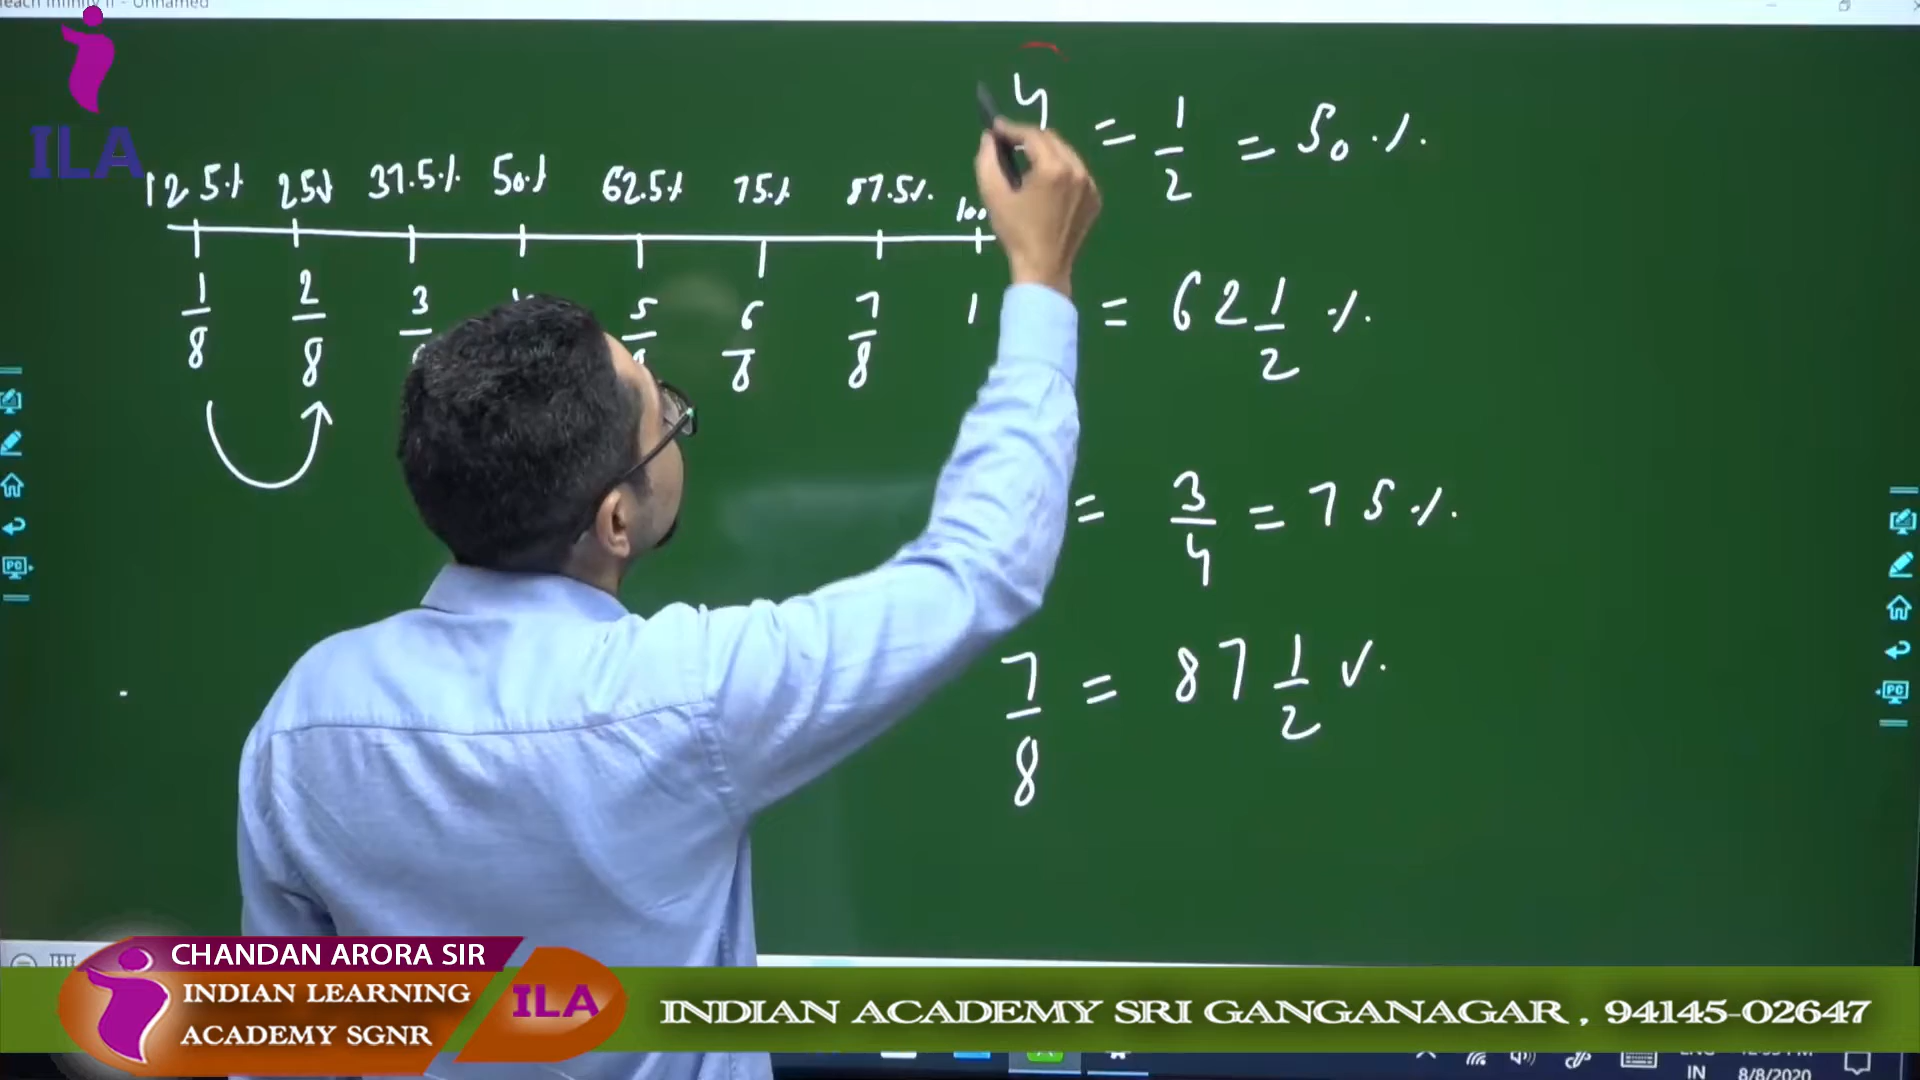 ILA
12 5% 25% 37.5% 50% 62.5% 75% 87.5% 100
1/8 2/8 3 5 6/8 7/8 1
4 = 1/2 = 50 %
= 62 1/2 %
= 3/4 = 75 %
7/8 = 87 1/2 %
CHANDAN ARORA SIR
INDIAN LEARNING
ACADEMY SGNR
ILA
INDIAN ACADEMY SRI GANGANAGAR , 94145-02647
IN
8/8/2020